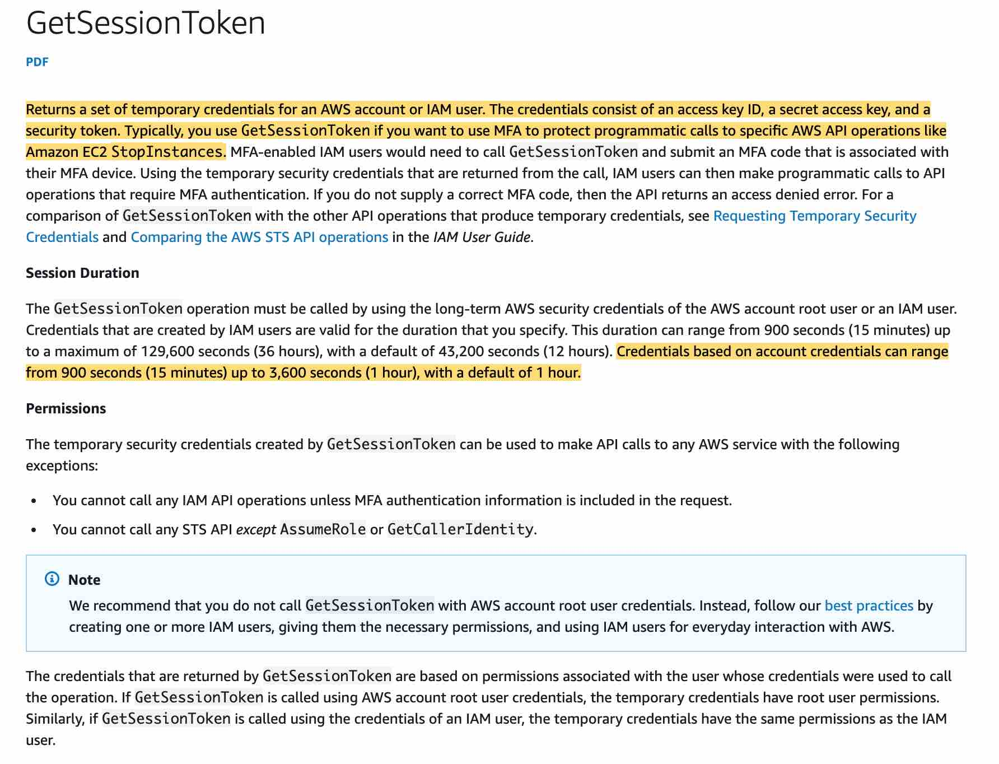 GetSessionToken
PDF
Returns a set of temporary credentials for an AWS account or IAM user. The credentials consist of an access key ID, a secret access key, and a
security token. Typically, you use GetSessionToken if you want to use MFA to protect programmatic calls to specific AWS API operations like
Amazon EC2 StopInstances. MFA-enabled IAM users would need to call GetSessionToken and submit an MFA code that is associated with
their MFA device. Using the temporary security credentials that are returned from the call, IAM users can then make programmatic calls to API
operations that require MFA authentication. If you do not supply a correct MFA code, then the API returns an access denied error. For a
comparison of GetSessionToken with the other API operations that produce temporary credentials, see Requesting Temporary Security
Credentials and Comparing the AWS STS API operations in the IAM User Guide.
Session Duration
The GetSessionToken operation must be called by using the long-term AWS security credentials of the AWS account root user or an IAM user.
Credentials that are created by IAM users are valid for the duration that you specify. This duration can range from 900 seconds (15 minutes) up
to a maximum of 129,600 seconds (36 hours), with a default of 43,200 seconds (12 hours). Credentials based on account credentials can range
from 900 seconds (15 minutes) up to 3,600 seconds (1 hour), with a default of 1 hour.
Permissions
The temporary security credentials created by GetSessionToken can be used to make API calls to any AWS service with the following
exceptions:
• You cannot call any IAM API operations unless MFA authentication information is included in the request.
• You cannot call any STS API except AssumeRole or GetCallerIdentity.
Note
We recommend that you do not call GetSessionToken with AWS account root user credentials. Instead, follow our best practices by
creating one or more IAM users, giving them the necessary permissions, and using IAM users for everyday interaction with AWS.
The credentials that are returned by GetSessionToken are based on permissions associated with the user whose credentials were used to call
the operation. If GetSessionToken is called using AWS account root user credentials, the temporary credentials have root user permissions.
Similarly, if GetSessionToken is called using the credentials of an IAM user, the temporary credentials have the same permissions as the IAM
user.